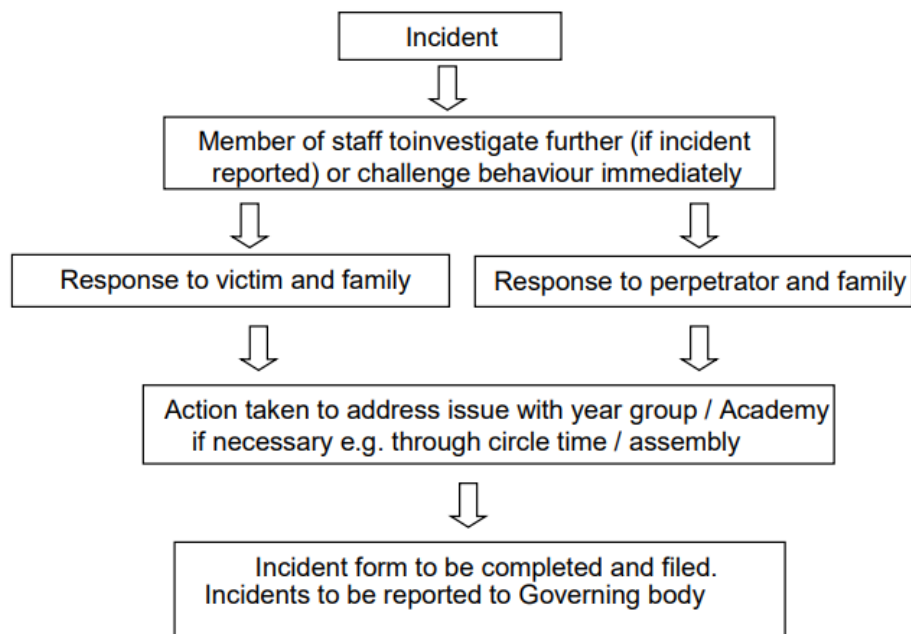 Incident
Member of staff toinvestigate further (if incident
reported) or challenge behaviour immediately
Response to victim and family
Response to perpetrator and family
Action taken to address issue with year group / Academy
if necessary e.g. through circle time / assembly
Incident form to be completed and filed.
Incidents to be reported to Governing body